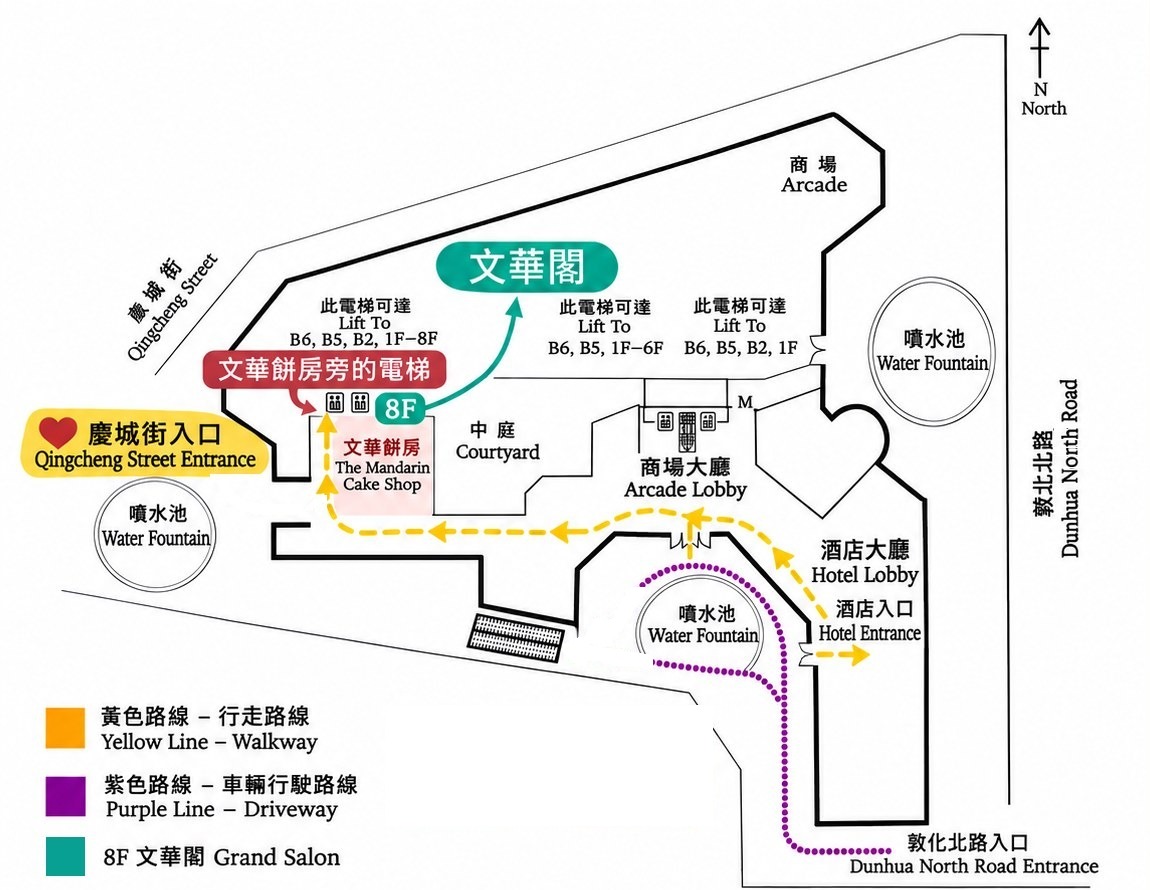 N
North
商場
Arcade
慶城街
Qingcheng Street
文華閣
此電梯可達
Lift To
B6, B5, B2, 1F–8F
此電梯可達
Lift To
B6, B5, 1F–6F
此電梯可達
Lift To
B6, B5, B2, 1F
噴水池
Water Fountain
文華餅房旁的電梯
8F
M
慶城街入口
Qingcheng Street Entrance
文華餅房
The Mandarin
Cake Shop
中庭
Courtyard
商場大廳
Arcade Lobby
敦北北路
Dunhua North Road
噴水池
Water Fountain
酒店大廳
Hotel Lobby
酒店入口
Hotel Entrance
噴水池
Water Fountain
黃色路線 – 行走路線
Yellow Line – Walkway
紫色路線 – 車輛行駛路線
Purple Line – Driveway
8F 文華閣 Grand Salon
敦化北路入口
Dunhua North Road Entrance